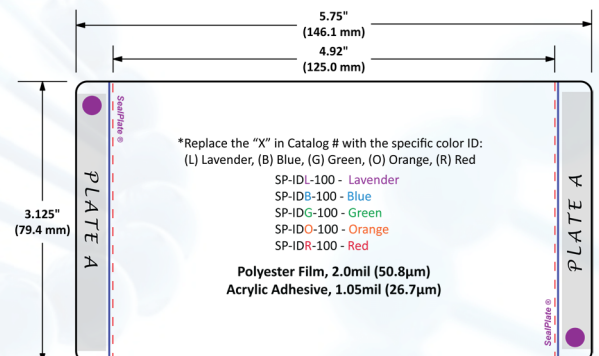 5.75"
(146.1 mm)
4.92"
(125.0 mm)
SealPlate ®
*Replace the “X” in Catalog # with the specific color ID:
(L) Lavender, (B) Blue, (G) Green, (O) Orange, (R) Red
SP-IDL-100 - Lavender
SP-IDB-100 - Blue
SP-IDG-100 - Green
SP-IDO-100 - Orange
SP-IDR-100 - Red
3.125"
(79.4 mm)
PLATE A
PLATE A
Polyester Film, 2.0mil (50.8µm)
Acrylic Adhesive, 1.05mil (26.7µm)
SealPlate ®